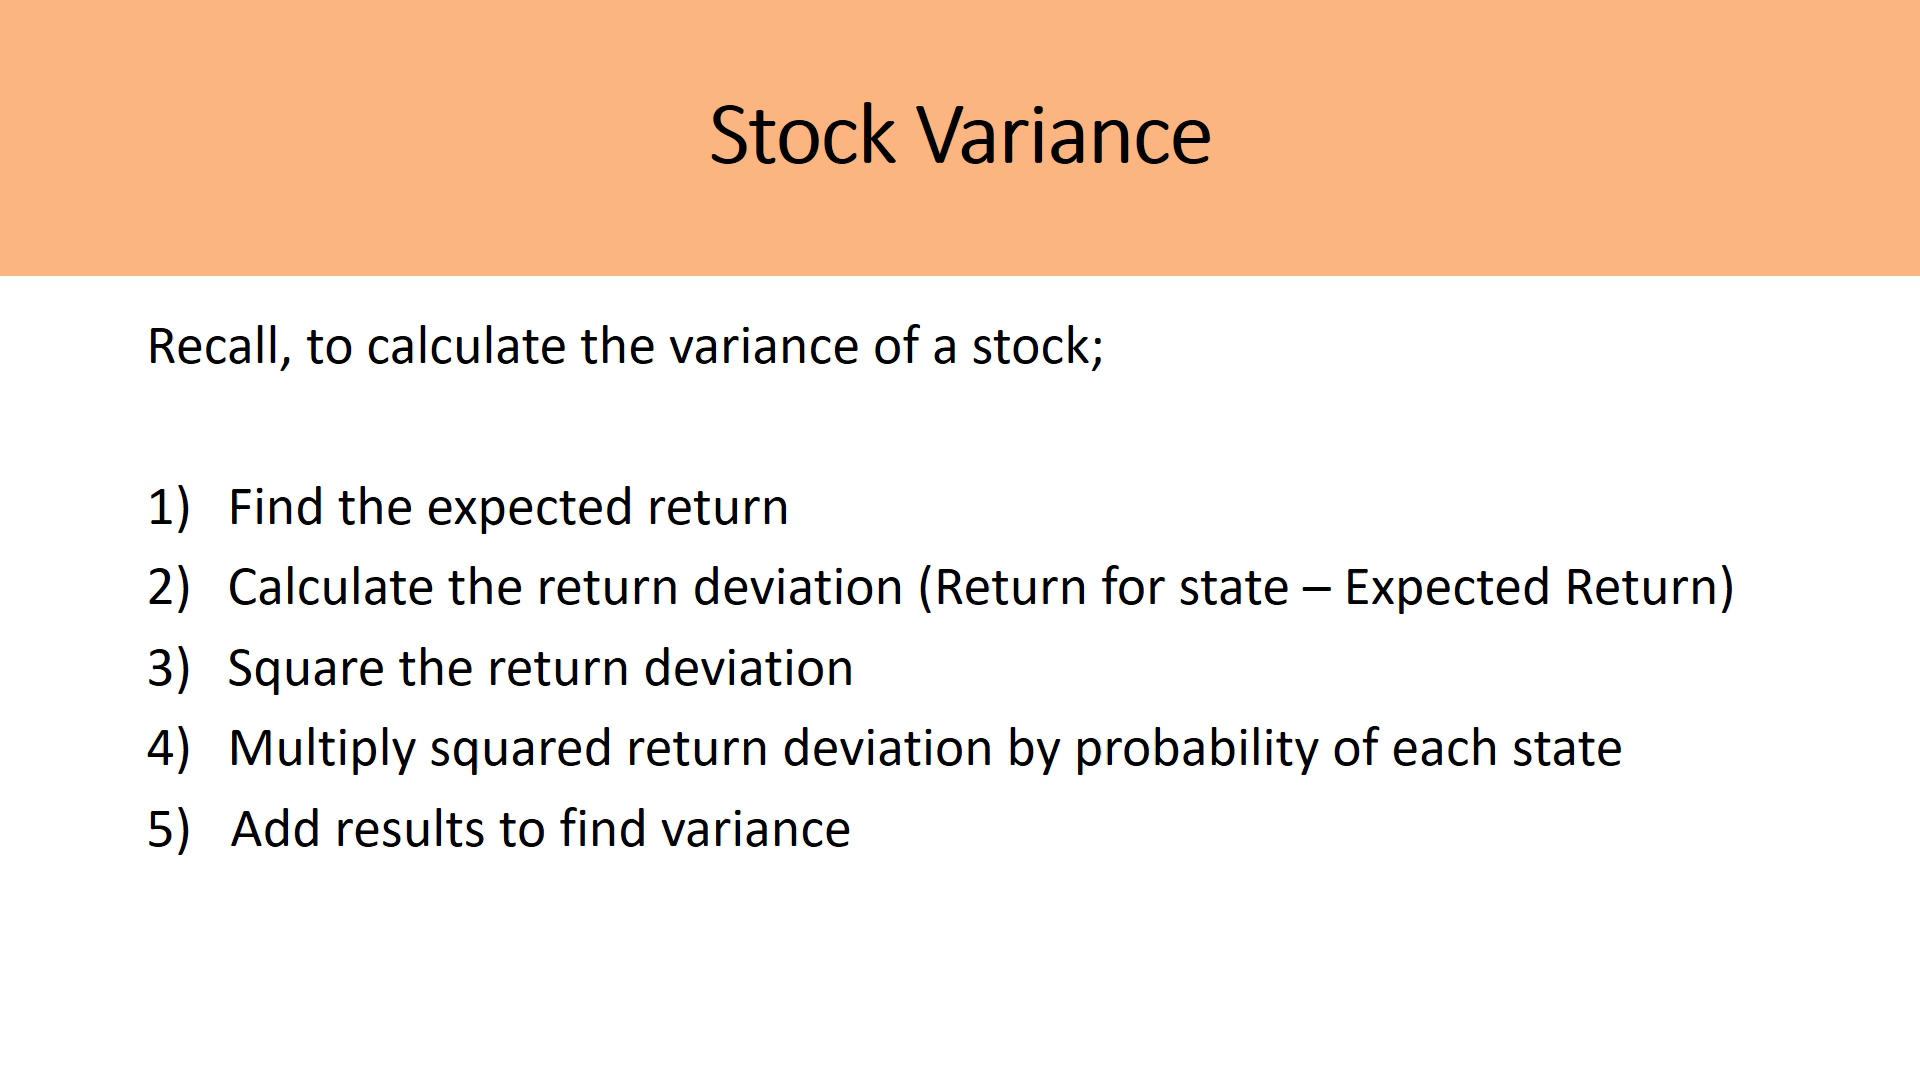 Stock Variance
Recall, to calculate the variance of a stock;
1) Find the expected return
2) Calculate the return deviation (Return for state – Expected Return)
3) Square the return deviation
4) Multiply squared return deviation by probability of each state
5) Add results to find variance